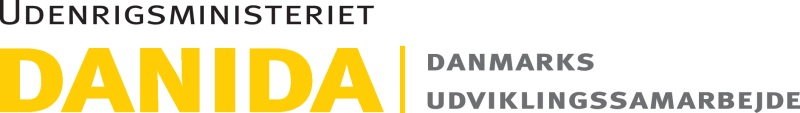 UDENRIGSMINISTERIET
DANIDA
DANMARKS
UDVIKLINGSSAMARBEJDE